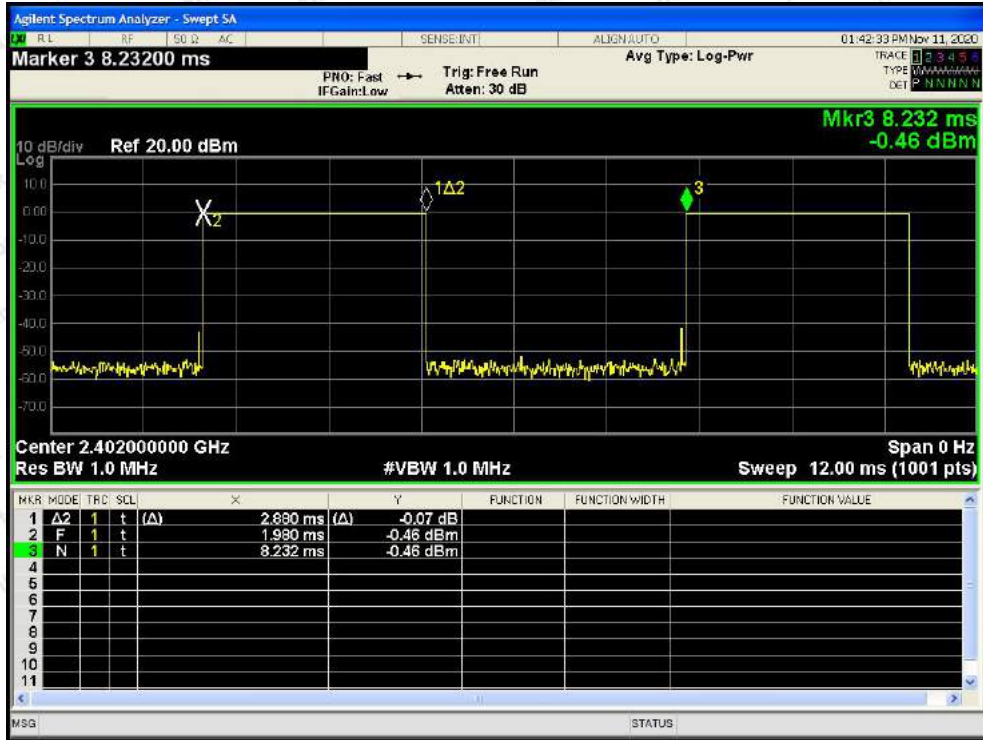 Agilent Spectrum Analyzer - Swept SA
RL RF 50 Ω AC SENSE:INT ALIGNAUTO 01:42:33 PM Nov 11, 2020
Marker 3 8.23200 ms
PNO: Fast Trig: Free Run Avg Type: Log-Pwr TRACE 1 2 3 4 5 6
IFGain:Low Atten: 30 dB TYPE
DET P N N N N N
Mkr3 8.232 ms
-0.46 dBm
10 dB/div Ref 20.00 dBm
Log
10.0
0.00
-10.0
-20.0
-30.0
-40.0
-50.0
-60.0
-70.0
X2
1Δ2
3
Center 2.402000000 GHz Span 0 Hz
Res BW 1.0 MHz #VBW 1.0 MHz Sweep 12.00 ms (1001 pts)
MKR MODE TRC SCL X Y FUNCTION FUNCTION WIDTH FUNCTION VALUE
1 Δ2 1 t (Δ) 2.880 ms (Δ) -0.07 dB
2 F 1 t 1.980 ms -0.46 dBm
3 N 1 t 8.232 ms -0.46 dBm
4
5
6
7
8
9
10
11
MSG STATUS